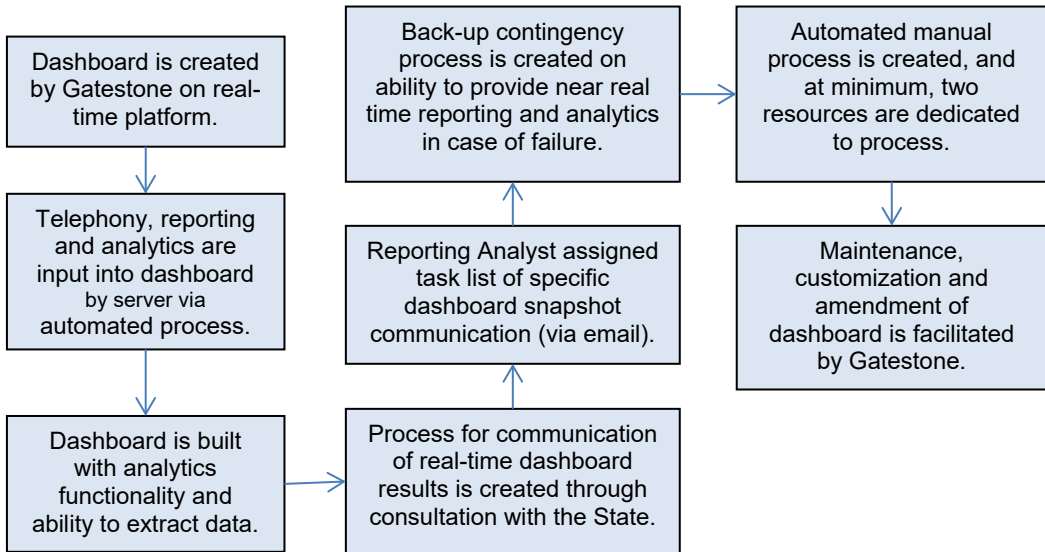 Dashboard is created
by Gatestone on real-
time platform.
Telephony, reporting
and analytics are
input into dashboard
by server via
automated process.
Dashboard is built
with analytics
functionality and
ability to extract data.
Process for communication
of real-time dashboard
results is created through
consultation with the State.
Reporting Analyst assigned
task list of specific
dashboard snapshot
communication (via email).
Back-up contingency
process is created on
ability to provide near real
time reporting and analytics
in case of failure.
Automated manual
process is created, and
at minimum, two
resources are dedicated
to process.
Maintenance,
customization and
amendment of
dashboard is facilitated
by Gatestone.